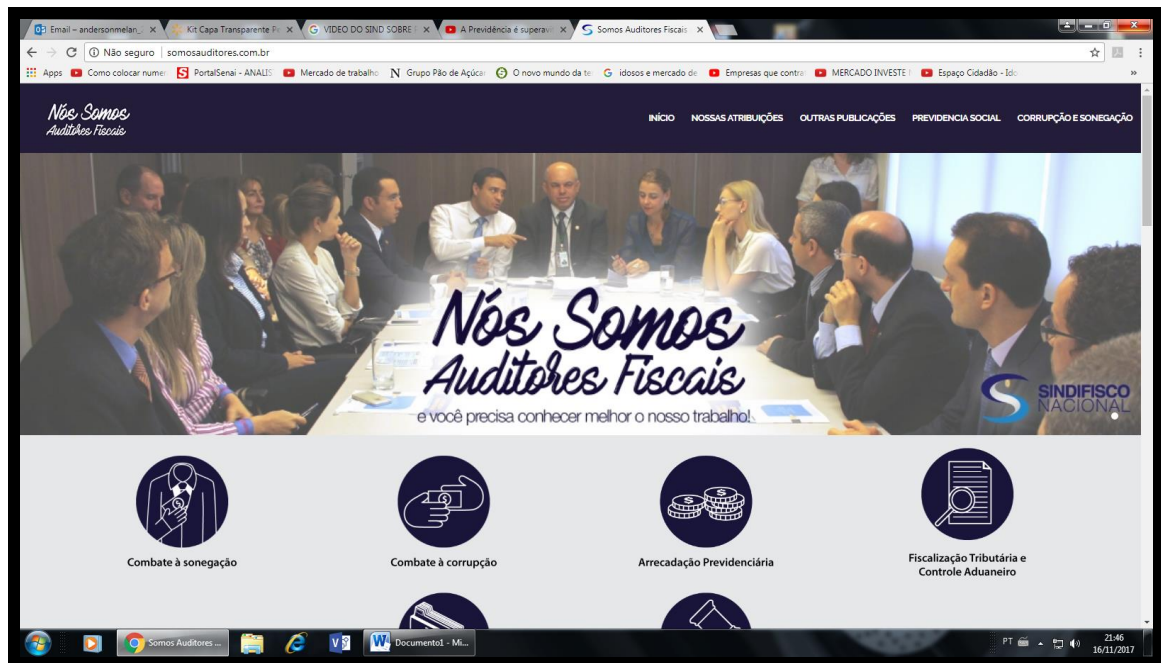 Email – andersonmelan_
Kit Capa Transparente P
VIDEO DO SIND SOBRE
A Previdência é superavi
Somos Auditores Fiscais
Não seguro | somosauditores.com.br
Apps
Como colocar numer
PortalSenai - ANALIS
Mercado de trabalho
Grupo Pão de Açúcar
O novo mundo da te
idosos e mercado de
Empresas que contra
MERCADO INVESTE
Espaço Cidadão - Ido
»
Nós Somos
Auditores Fiscais
INÍCIO
NOSSAS ATRIBUIÇÕES
OUTRAS PUBLICAÇÕES
PREVIDENCIA SOCIAL
CORRUPÇÃO E SONEGAÇÃO
Nós Somos
Auditores Fiscais
e você precisa conhecer melhor o nosso trabalho!
SINDIFISCO
NACIONAL
Combate à sonegação
Combate à corrupção
Arrecadação Previdenciária
Fiscalização Tributária e
Controle Aduaneiro
Somos Auditores ...
Documento1 - Mi...
PT
21:46
16/11/2017